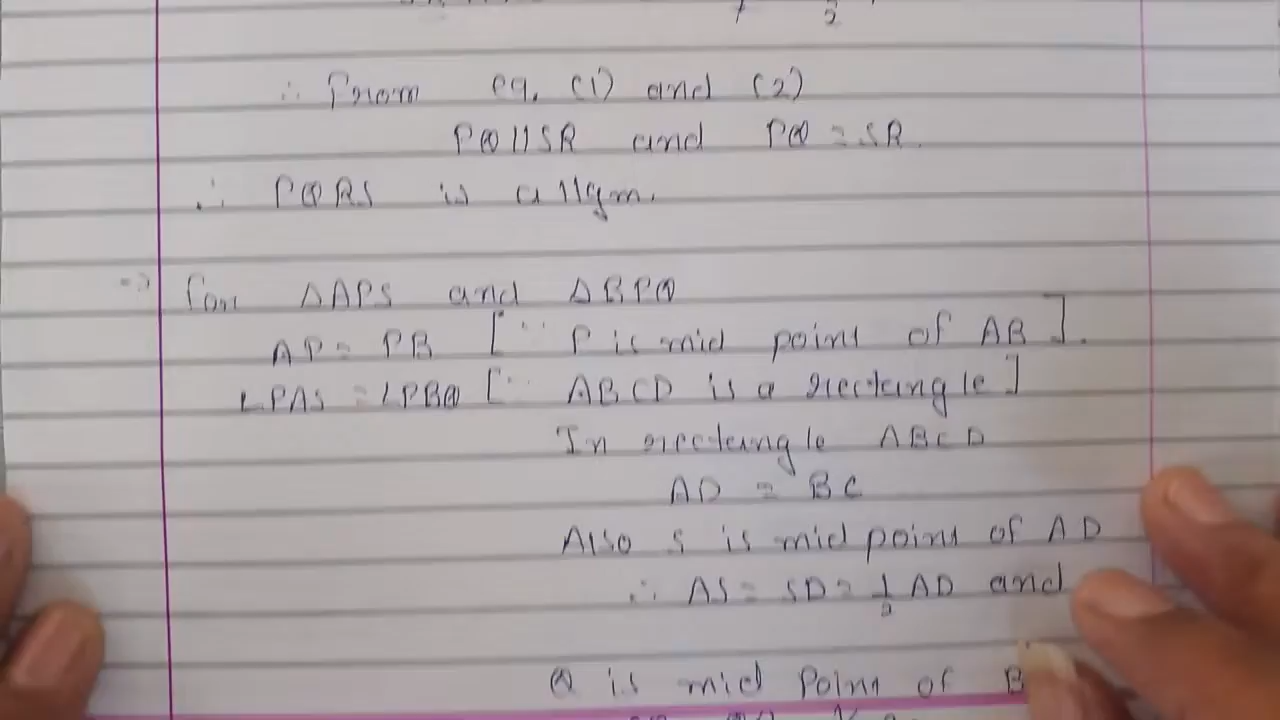 ∴ From eq. (1) and (2)
PQ || SR and PQ = SR.
∴ PQRS is a ||gm.
⇒ For ΔAPS and ΔBPQ
AP = PB [∵ P is mid point of AB].
∠PAS = ∠PBQ [∵ ABCD is a rectangle]
In rectangle ABCD
AD = BC
Also S is mid point of AD
∴ AS = SD = 1/2 AD and
Q is mid point of B